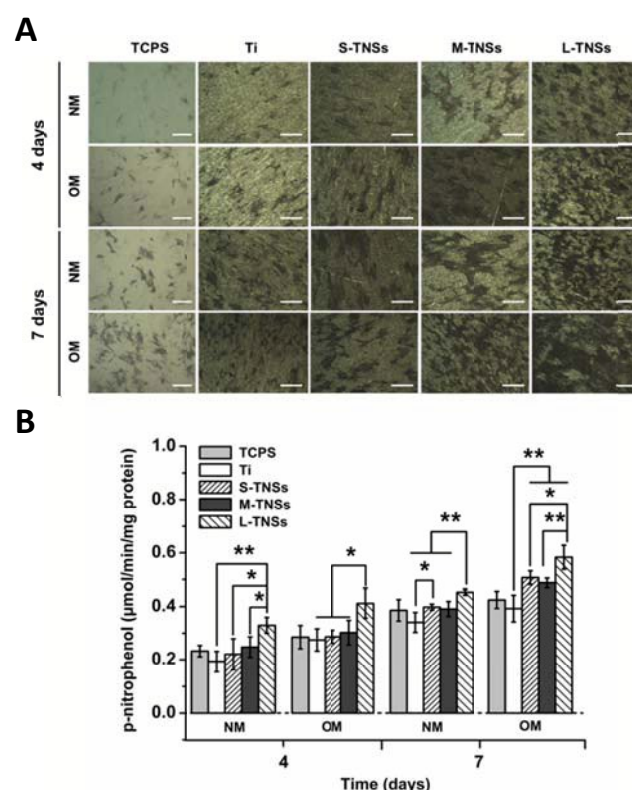 A
TCPS Ti S-TNSs M-TNSs L-TNSs
4 days
NM
OM
7 days
NM
OM
B
p-nitrophenol (μmol/min/mg protein)
1.0
0.8
0.6
0.4
0.2
0.0
TCPS
Ti
S-TNSs
M-TNSs
L-TNSs
** * * * * ** ** * **
NM OM NM OM
4 7
Time (days)